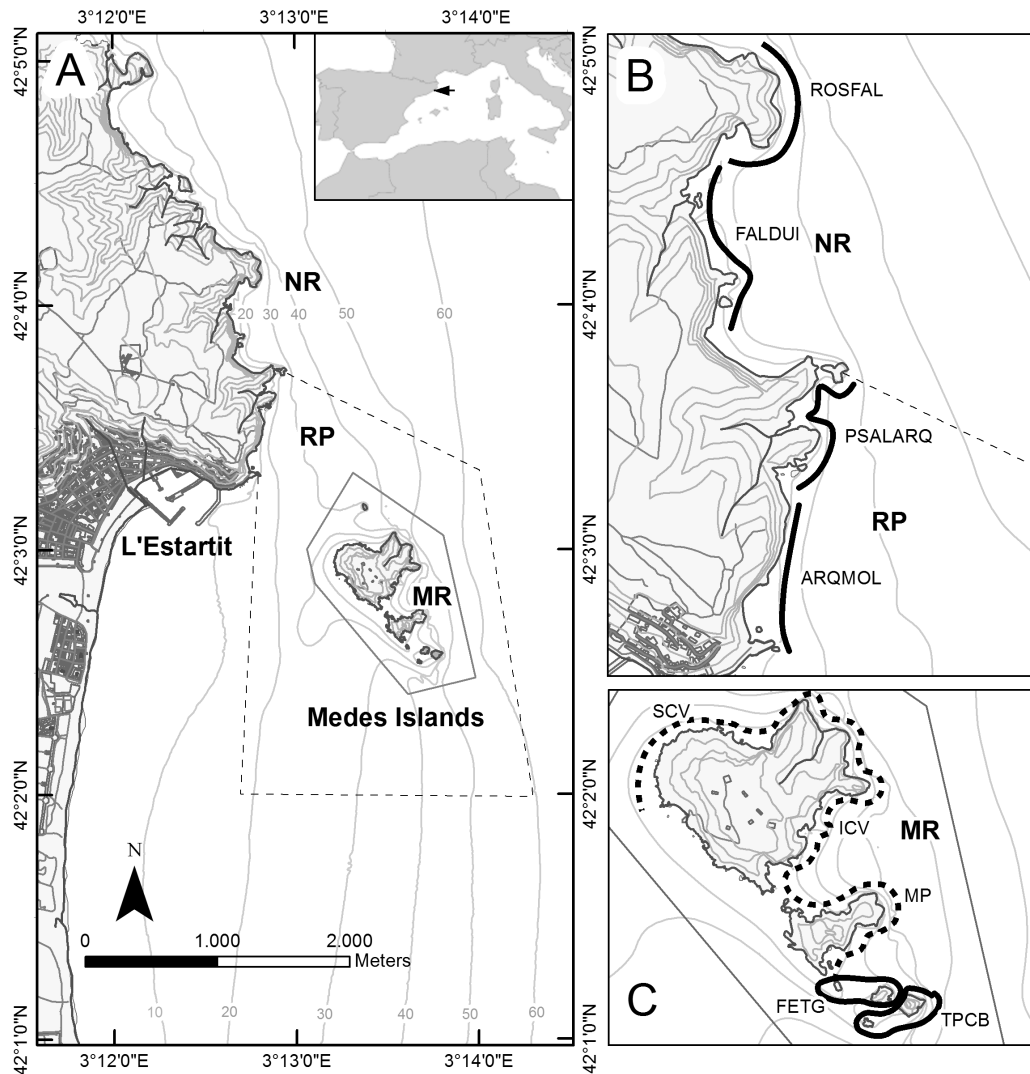 3°12'0"E
3°13'0"E
3°14'0"E
42°5'0"N
A
42°5'0"N
B
ROSFAL
FALDUI
NR
NR
20
30
40
50
60
42°4'0"N
42°4'0"N
RP
PSALARQ
RP
L'Estartit
42°3'0"N
42°3'0"N
ARQMOL
MR
Medes Islands
SCV
42°2'0"N
42°2'0"N
ICV
MR
MP
N
0
1.000
2.000
Meters
FETG
TPCB
C
10
20
30
40
50
60
42°1'0"N
42°1'0"N
3°12'0"E
3°13'0"E
3°14'0"E